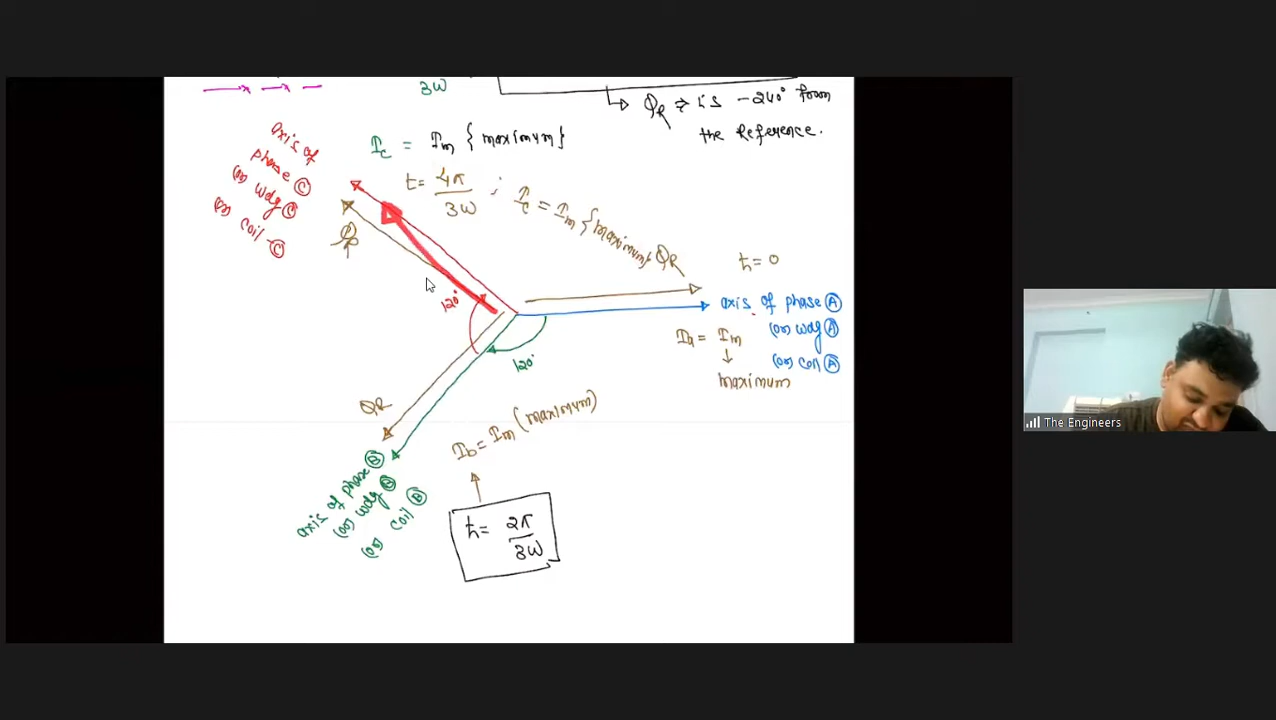 3ω
ΦR ⇒ is -240° from
the Reference.
Ic = Im { maximum }
axis of
phase C
(or) wdg C
(or) coil-C
t = 4π/3ω ; Ic = Im { maximum }
ΦR
ΦR
t = 0
axis of phase A
(or) wdg A
(or) coil A
Ia = Im
↓
maximum
120°
120°
ΦR
Ib = Im (maximum)
axis of phase B
(or) wdg B
(or) coil B
t = 2π/3ω
The Engineers